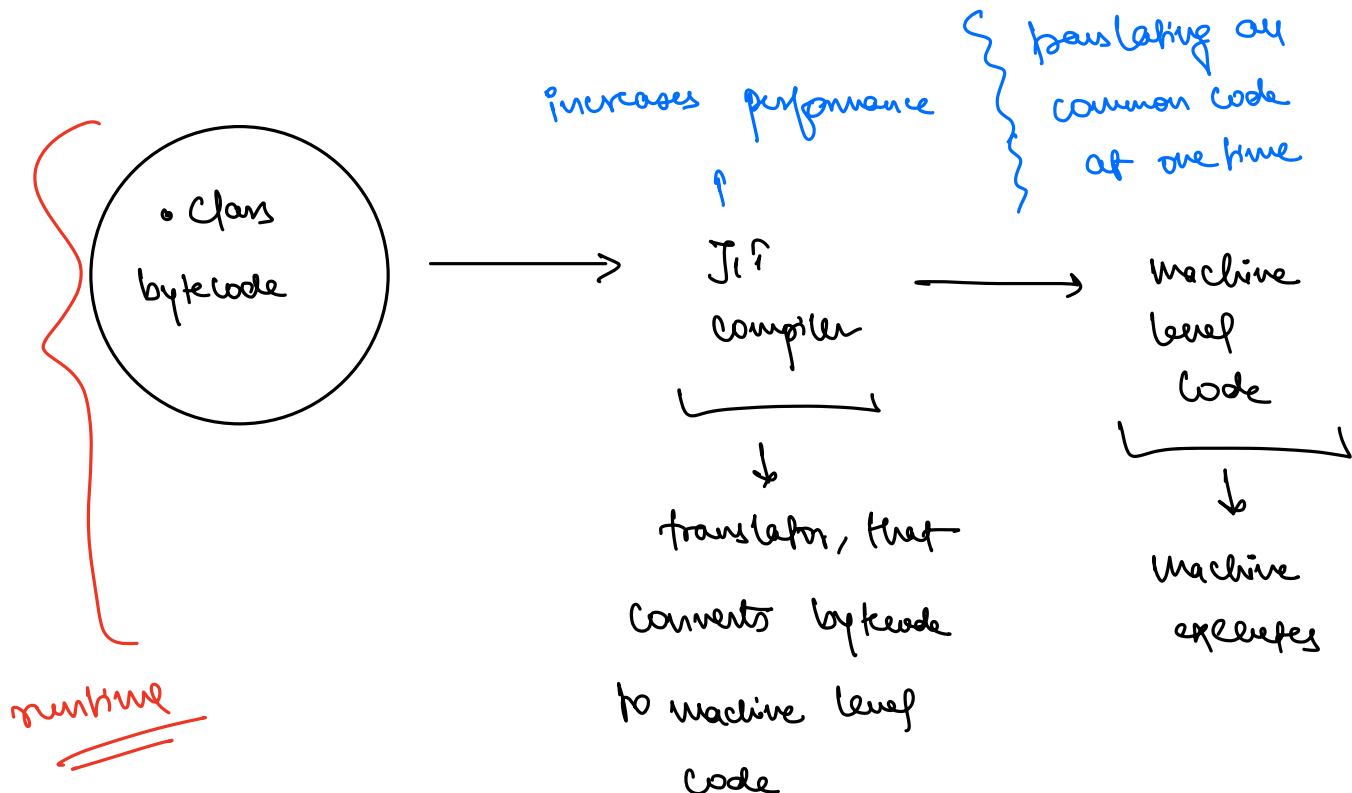 increases performance
translating all
common code
at one time
. class
bytecode
JIT
compiler
machine
level
code
translator, that
converts bytecode
to machine level
code
machine
executes
runtime